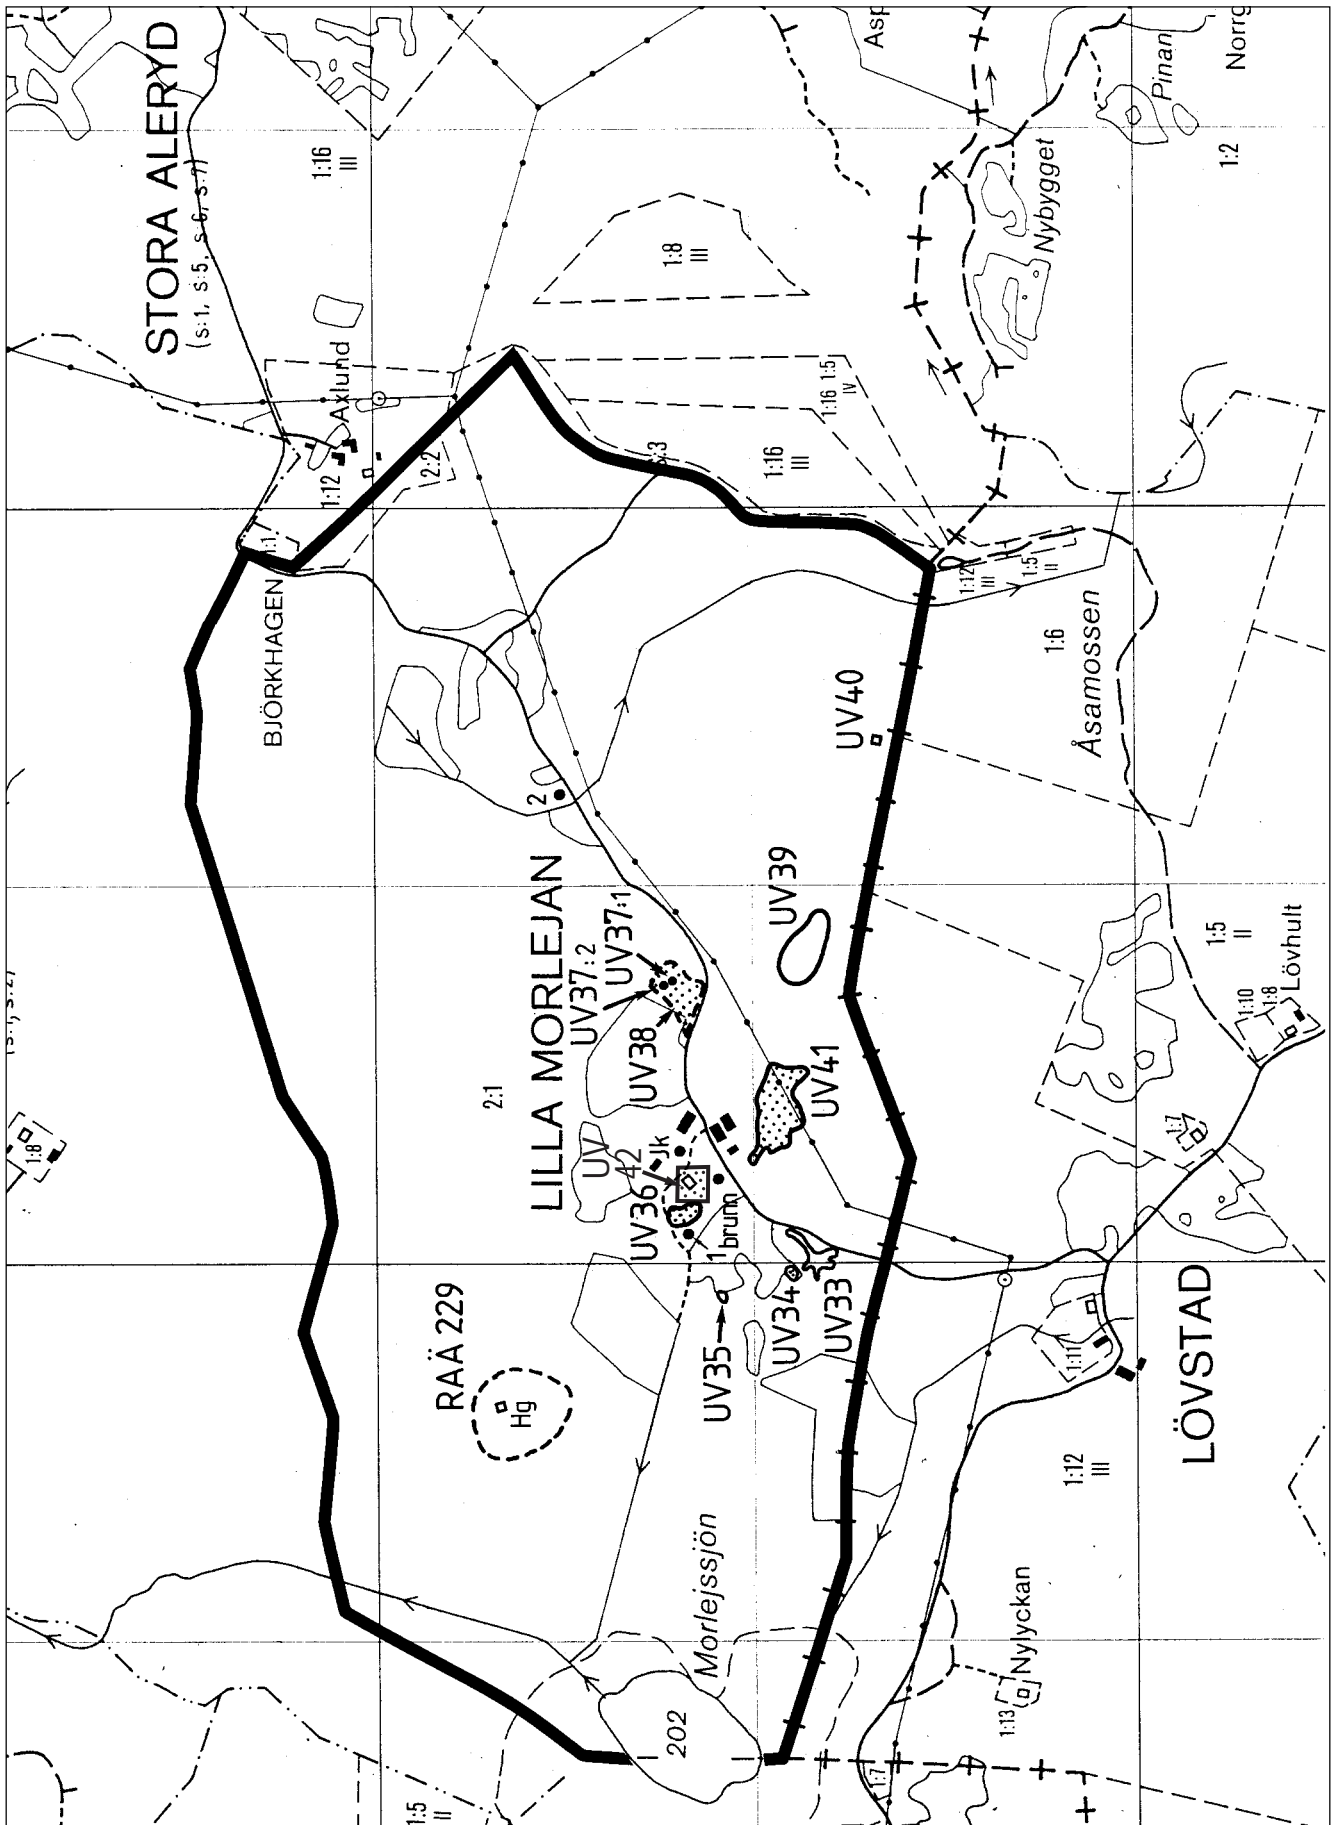 STORA ALERYD
(s:1, s:5, s:6, s:7)
1:16
III
Asp
Pinan
Norrg
1:2
Nybygget
1:8
III
Axlund
1:12
2:2
1:1
s:3
1:16
III
1:16
1:5
IV
BJÖRKHAGEN
1:12
III
1:5
II
1:6
Åsamossen
UV40
2
UV39
LILLA MORLEJAN
2:1
UV37:2
UV37:1
UV38
UV41
UV
42
Jk
UV36
1
brunn
UV35
UV34
UV33
RAÄ 229
Hg
1:8
1:5
II
1:10
1:8
Lövhult
1:7
LÖVSTAD
1:11
1:12
III
Morlejssjön
202
Nylyckan
1:13
1:7
1:5
II